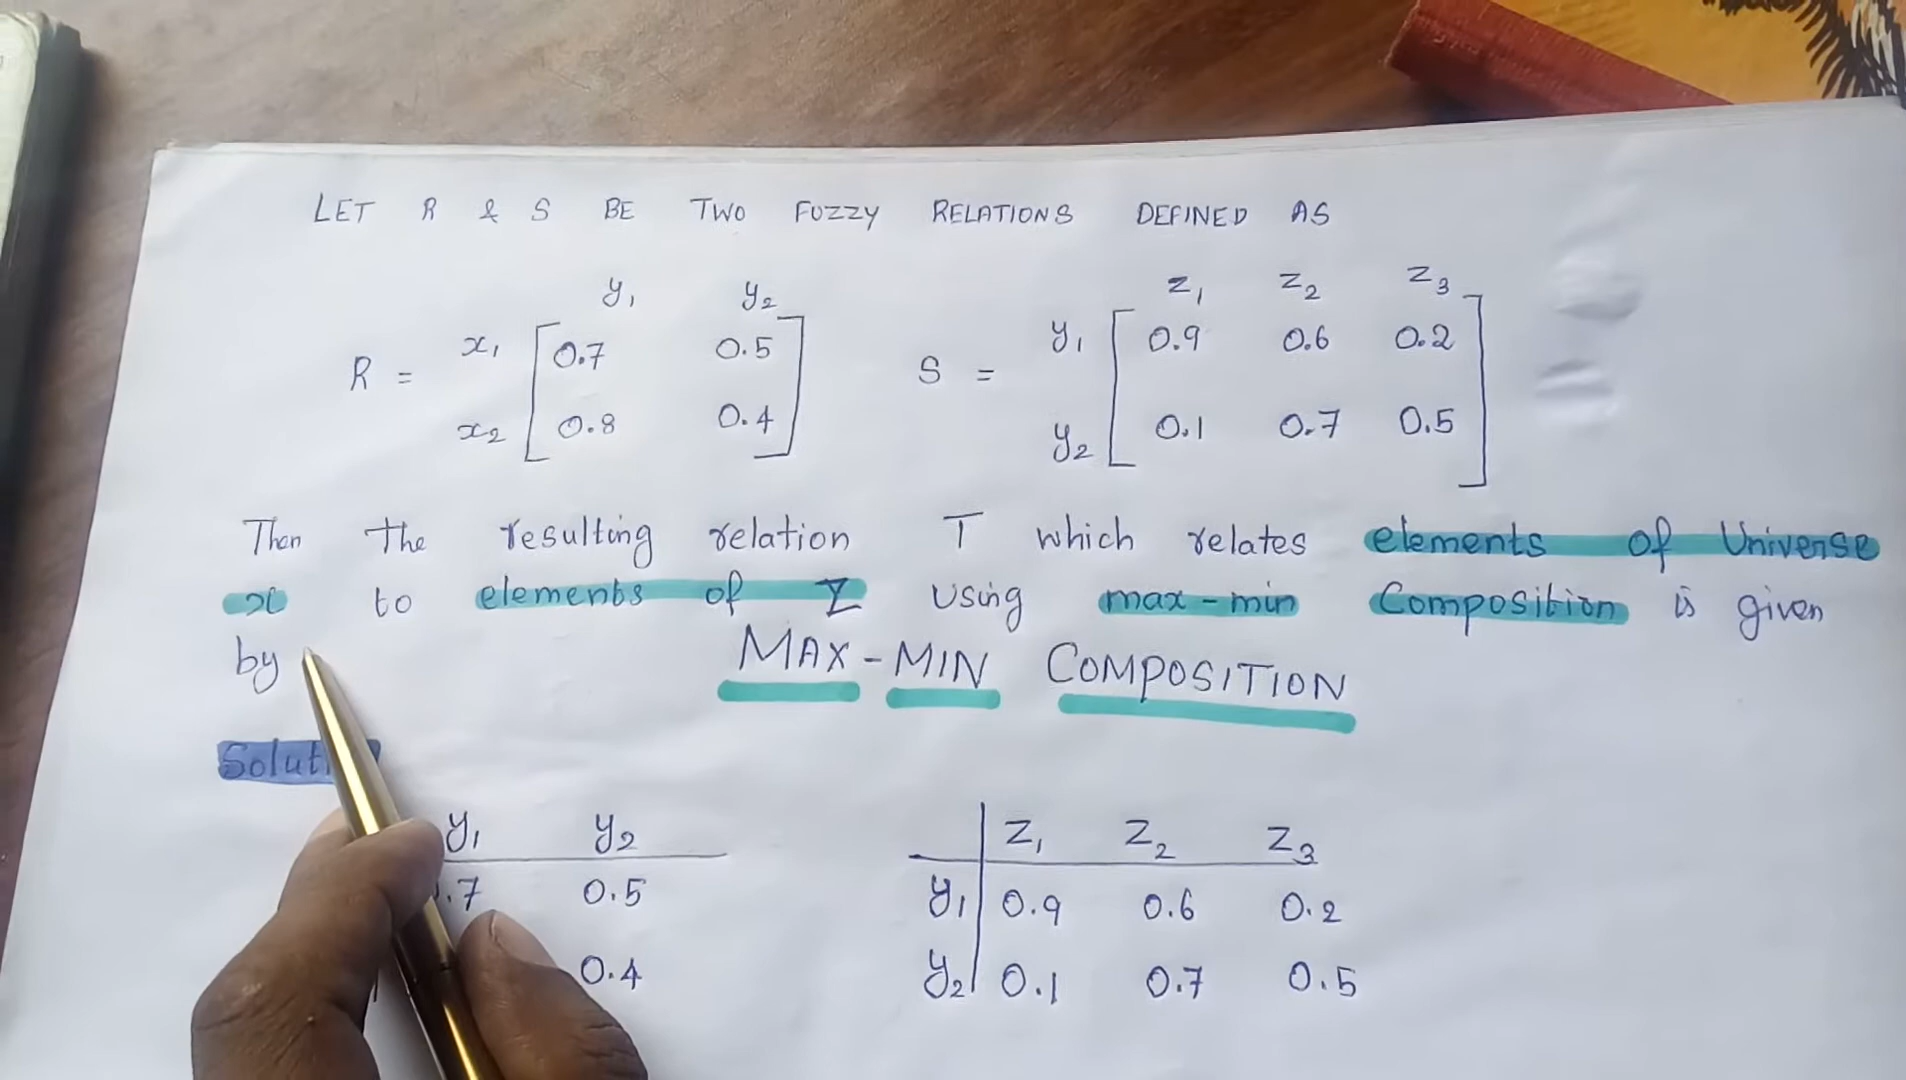 LET R & S BE TWO FUZZY RELATIONS DEFINED AS
y₁ y₂ z₁ z₂ z₃
R = x₁ 0.7 0.5 S = y₁ 0.9 0.6 0.2
x₂ 0.8 0.4 y₂ 0.1 0.7 0.5
Then the resulting relation T which relates elements of Universe
x to elements of Z using max-min Composition is given
by MAX-MIN COMPOSITION
y₁ y₂ z₁ z₂ z₃
.7 0.5 y₁ 0.9 0.6 0.2
0.4 y₂ 0.1 0.7 0.5